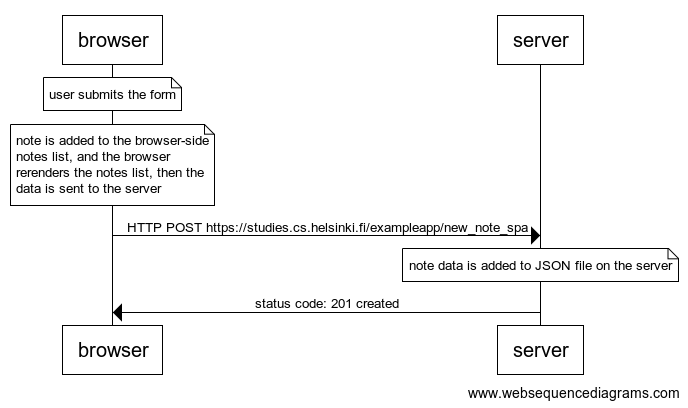 browser
server
user submits the form
note is added to the browser-side
notes list, and the browser
rerenders the notes list, then the
data is sent to the server
HTTP POST https://studies.cs.helsinki.fi/exampleapp/new_note_spa
note data is added to JSON file on the server
status code: 201 created
browser
server
www.websequencediagrams.com